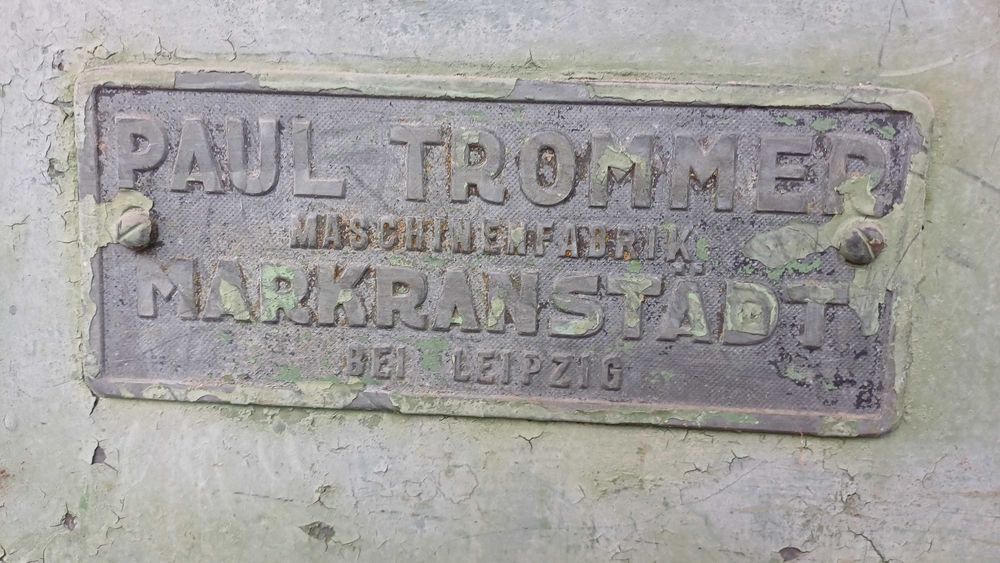 PAUL TROMMER
MASCHINENFABRIK
MARKRANSTÄDT
BEI LEIPZIG